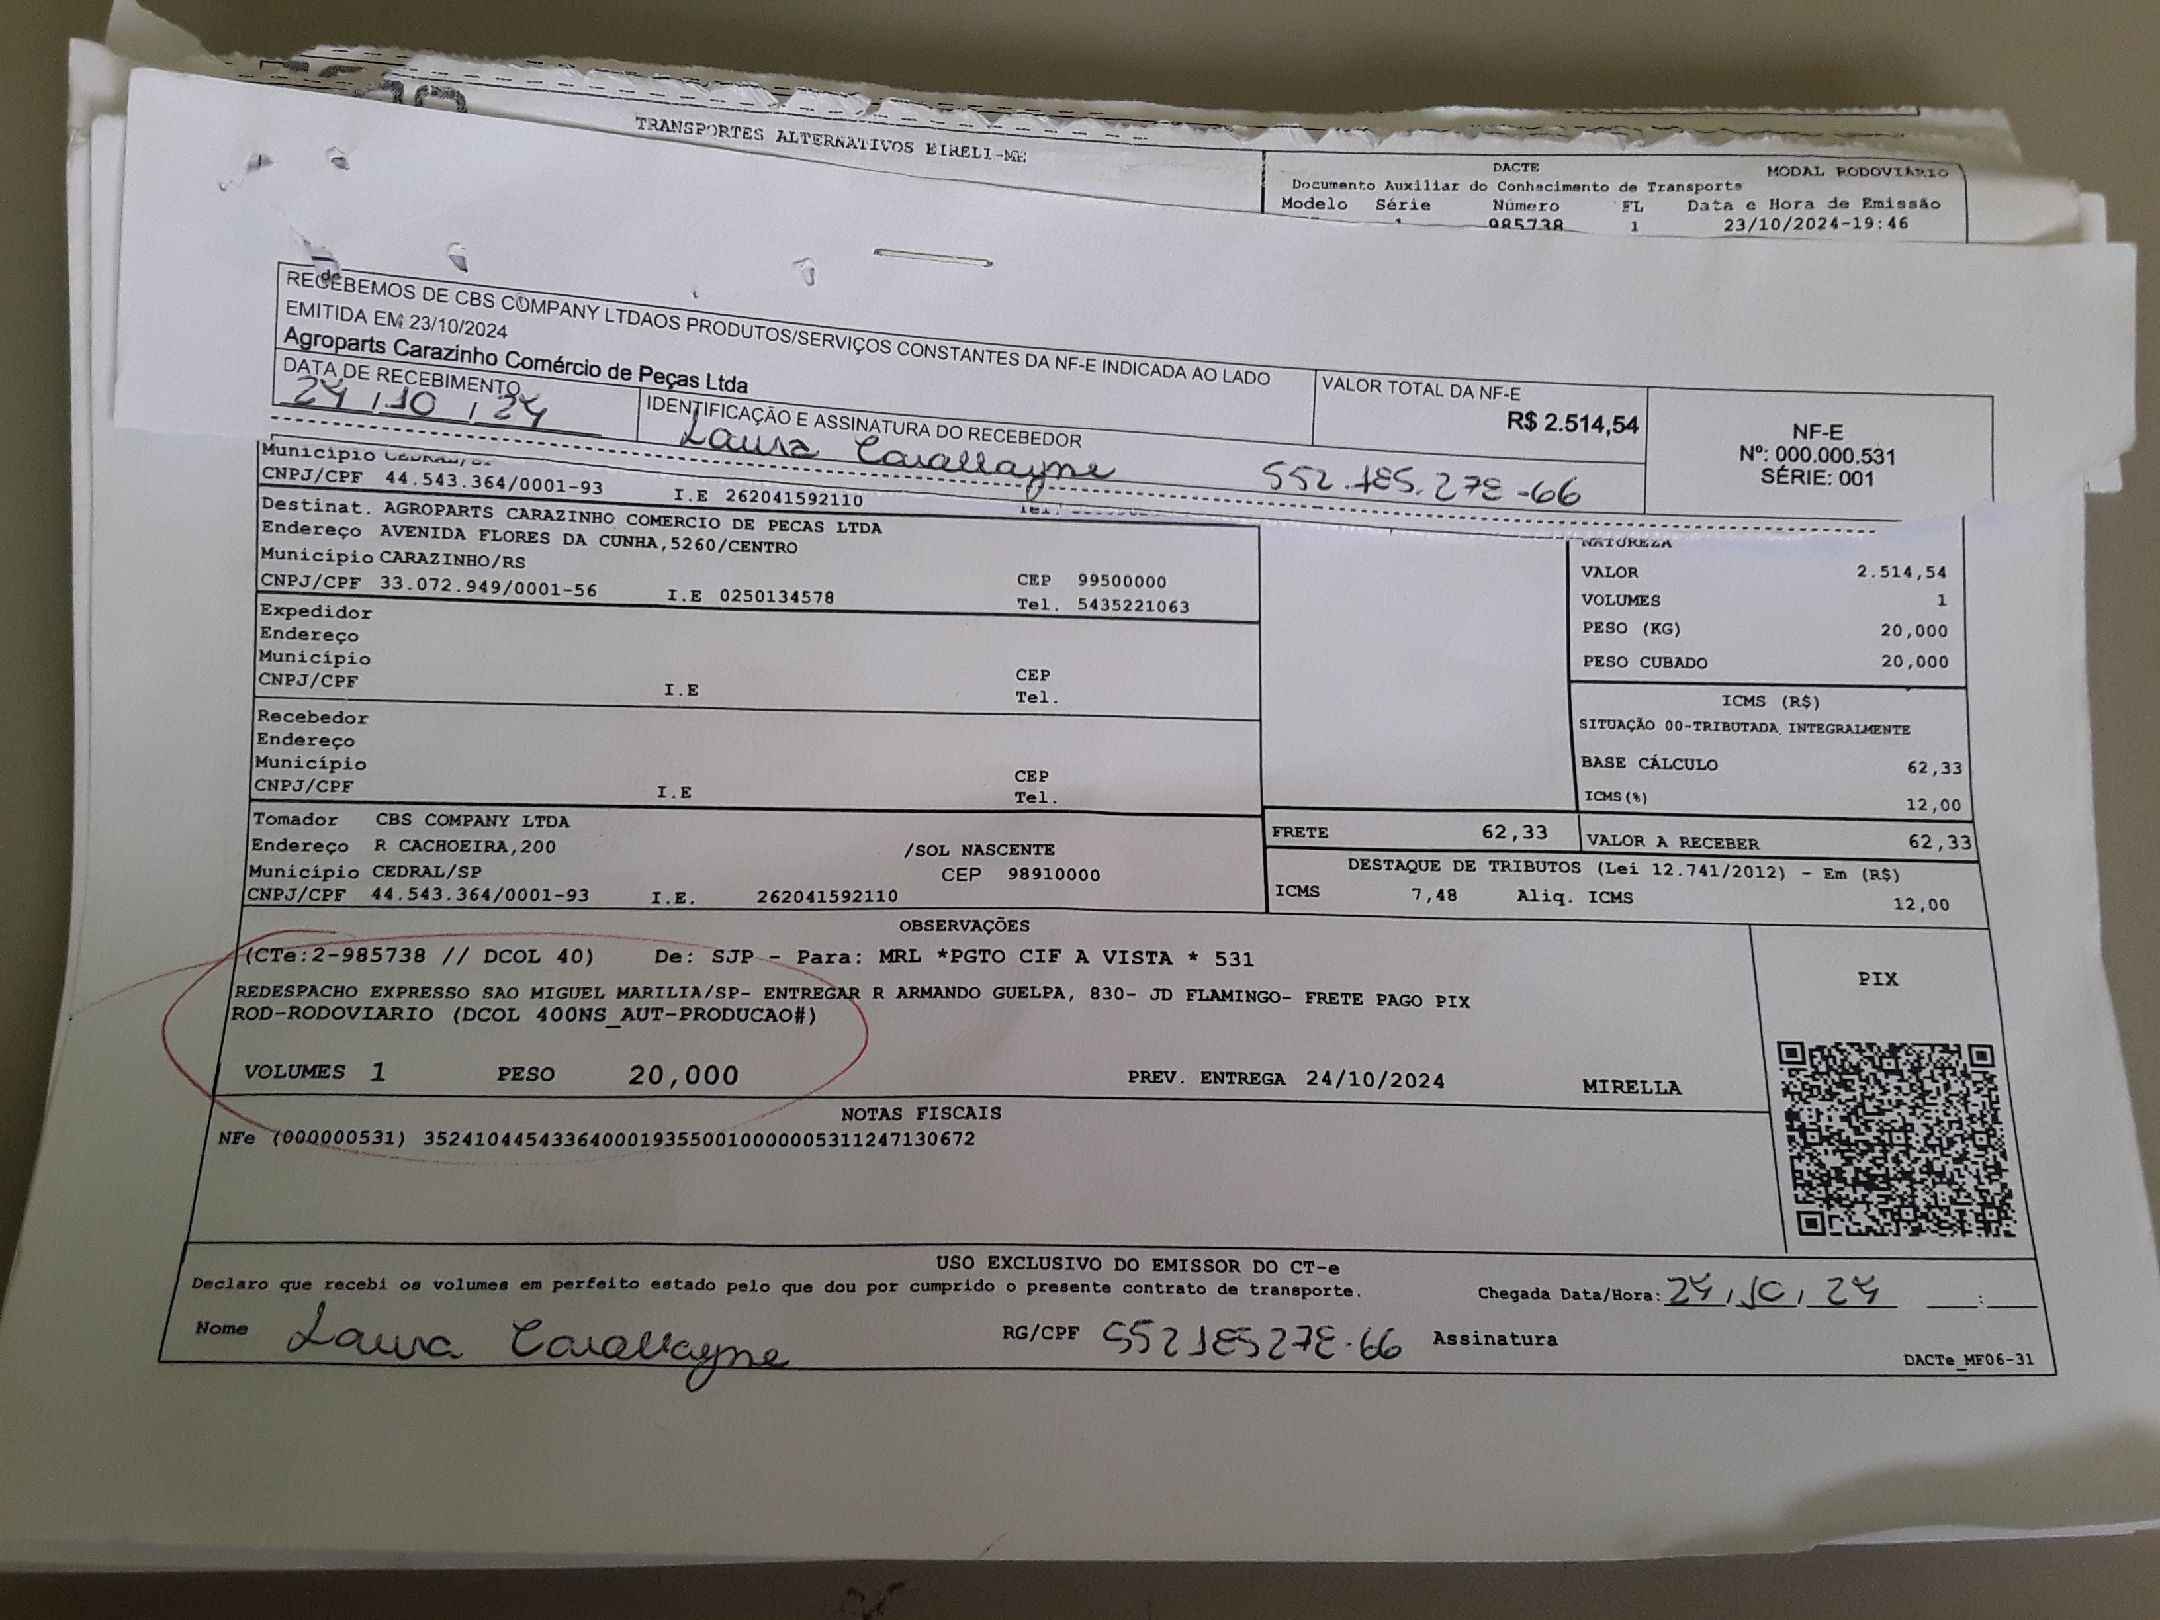 TRANSPORTES ALTERNATIVOS EIRELI-ME
DACTE
MODAL RODOVIÁRIO
Documento Auxiliar do Conhecimento de Transporte
Modelo Série Número FL Data e Hora de Emissão
1 985738 1 23/10/2024-19:46
RECEBEMOS DE CBS COMPANY LTDAOS PRODUTOS/SERVIÇOS CONSTANTES DA NF-E INDICADA AO LADO
EMITIDA EM 23/10/2024
Agroparts Carazinho Comércio de Peças Ltda
DATA DE RECEBIMENTO
24,10,24
IDENTIFICAÇÃO E ASSINATURA DO RECEBEDOR
Laura
VALOR TOTAL DA NF-E
R$ 2.514,54
NF-E
Nº: 000.000.531
SÉRIE: 001
Município CEDRAL/SP
CNPJ/CPF 44.543.364/0001-93 I.E 262041592110 Tel.
Destinat. AGROPARTS CARAZINHO COMERCIO DE PECAS LTDA
Endereço AVENIDA FLORES DA CUNHA,5260/CENTRO
Município CARAZINHO/RS CEP 99500000
CNPJ/CPF 33.072.949/0001-56 I.E 0250134578 Tel. 5435221063
Expedidor
Endereço
Município CEP
CNPJ/CPF I.E Tel.
Recebedor
Endereço
Município CEP
CNPJ/CPF I.E Tel.
Tomador CBS COMPANY LTDA
Endereço R CACHOEIRA,200 /SOL NASCENTE
Município CEDRAL/SP CEP 98910000
CNPJ/CPF 44.543.364/0001-93 I.E. 262041592110
NATUREZA
VALOR 2.514,54
VOLUMES 1
PESO (KG) 20,000
PESO CUBADO 20,000
ICMS (R$)
SITUAÇÃO 00-TRIBUTADA INTEGRALMENTE
BASE CÁLCULO 62,33
ICMS(%) 12,00
FRETE 62,33 VALOR A RECEBER 62,33
DESTAQUE DE TRIBUTOS (Lei 12.741/2012) - Em (R$)
ICMS 7,48 Aliq. ICMS 12,00
OBSERVAÇÕES
(CTe:2-985738 // DCOL 40) De: SJP - Para: MRL *PGTO CIF A VISTA * 531
REDESPACHO EXPRESSO SAO MIGUEL MARILIA/SP- ENTREGAR R ARMANDO GUELPA, 830- JD FLAMINGO- FRETE PAGO PIX
ROD-RODOVIARIO (DCOL 400NS_AUT-PRODUCAO#)
VOLUMES 1 PESO 20,000 PREV. ENTREGA 24/10/2024 MIRELLA
PIX
NOTAS FISCAIS
NFe (000000531) 35241044543364000193550010000005311247130672
USO EXCLUSIVO DO EMISSOR DO CT-e
Declaro que recebi os volumes em perfeito estado pelo que dou por cumprido o presente contrato de transporte.
Chegada Data/Hora: 24,10,24 :
Nome Laura RG/CPF Assinatura
DACTe_MF06-31